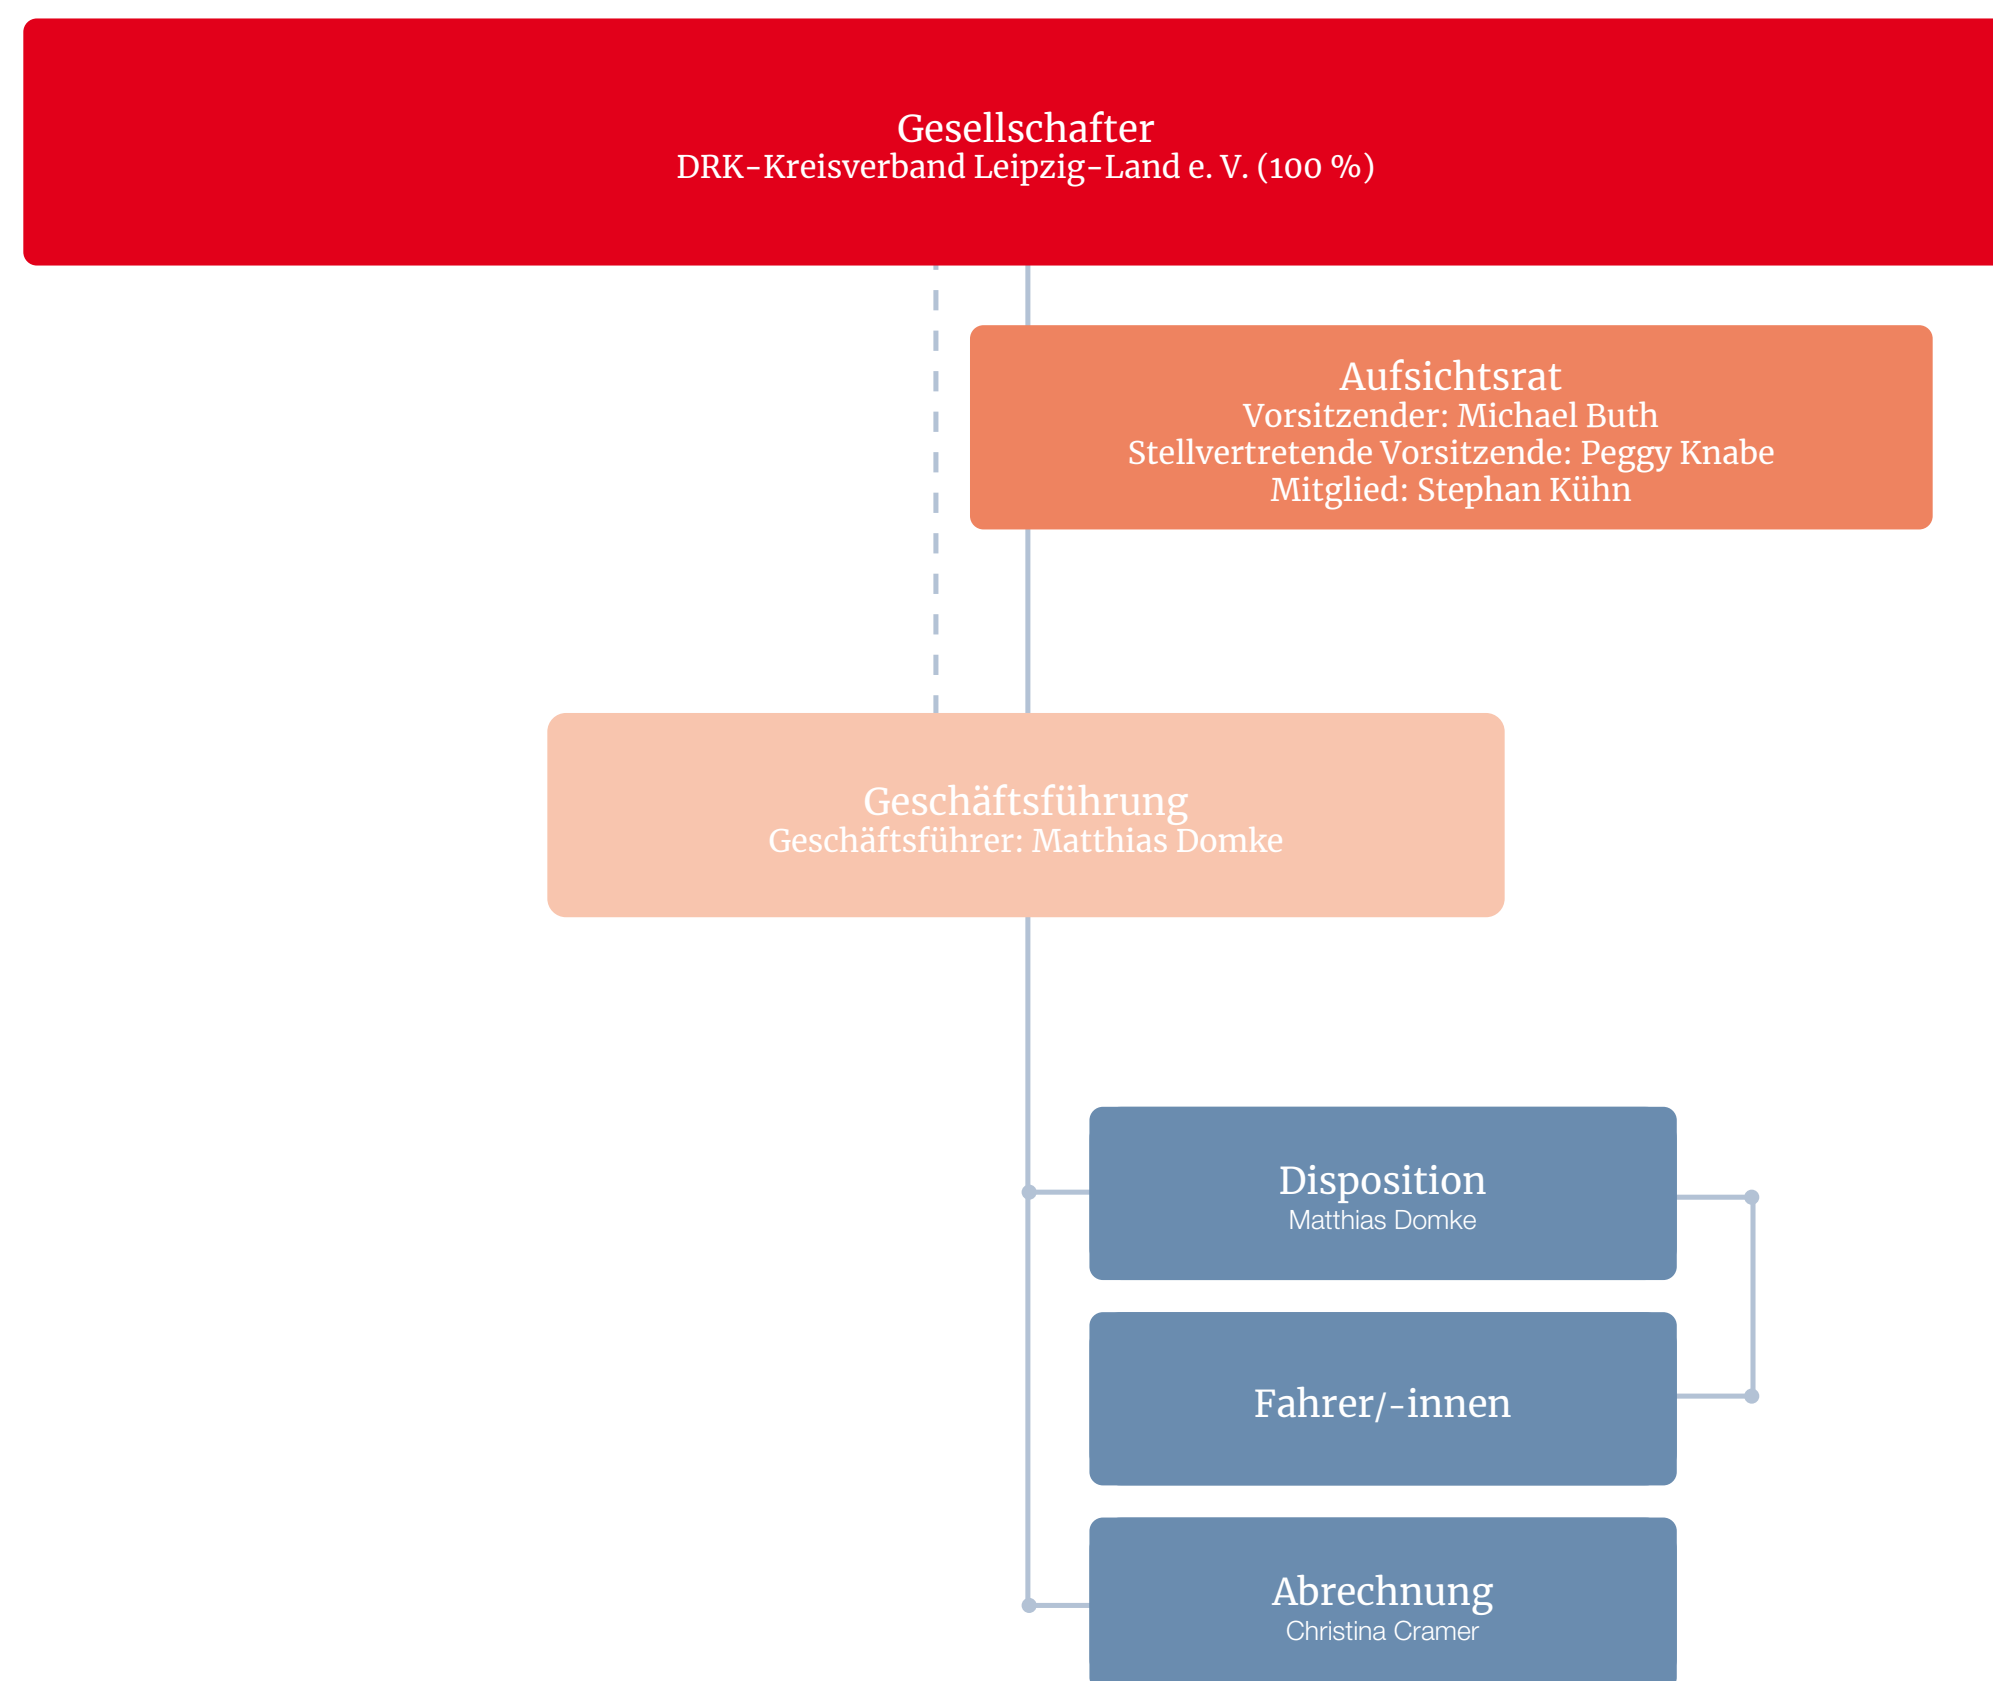 Gesellschafter
DRK-Kreisverband Leipzig-Land e. V. (100 %)
Aufsichtsrat
Vorsitzender: Michael Buth
Stellvertretende Vorsitzende: Peggy Knabe
Mitglied: Stephan Kühn
Geschäftsführung
Geschäftsführer: Matthias Domke
Disposition
Matthias Domke
Fahrer/-innen
Abrechnung
Christina Cramer